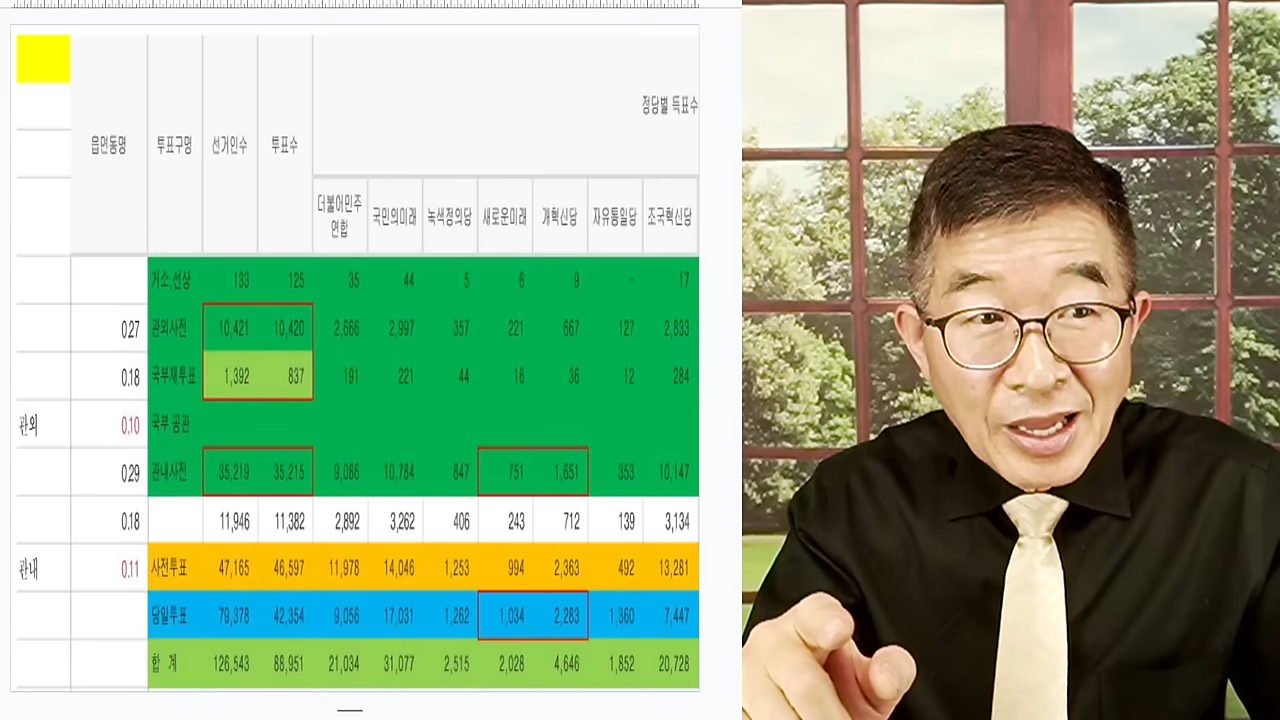 정당별 득표수
읍면동명 투표구명 선거인수 투표수
더불어민주연합 국민의미래 녹색정의당 새로운미래 개혁신당 자유통일당 조국혁신당
거소,선상 133 125 35 44 5 6 9 - 17
0.27 관외사전 10,421 10,420 2,666 2,997 357 221 667 127 2,833
0.18 국부재투표 1,392 837 191 221 44 16 36 12 284
관외 0.10 국부 공관
0.29 관내사전 35,219 35,215 9,086 10,784 847 751 1,651 353 10,147
0.18 11,946 11,382 2,892 3,262 406 243 712 139 3,134
관내 0.11 사전투표 47,165 46,597 11,978 14,046 1,253 994 2,363 492 13,281
당일투표 79,378 42,354 9,056 17,031 1,262 1,034 2,283 1,360 7,447
합 계 126,543 88,951 21,034 31,077 2,515 2,028 4,646 1,852 20,728